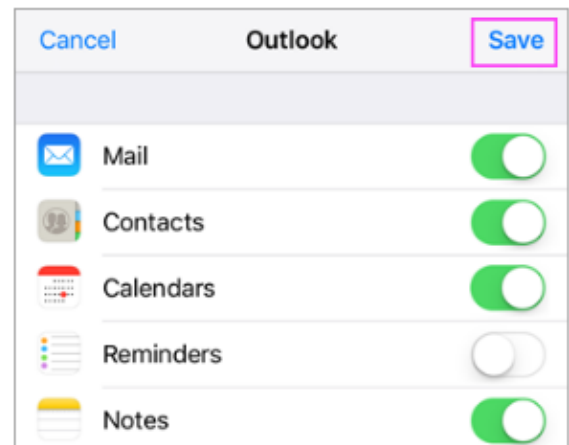 Cancel Outlook Save
Mail
Contacts
Calendars
Reminders
Notes